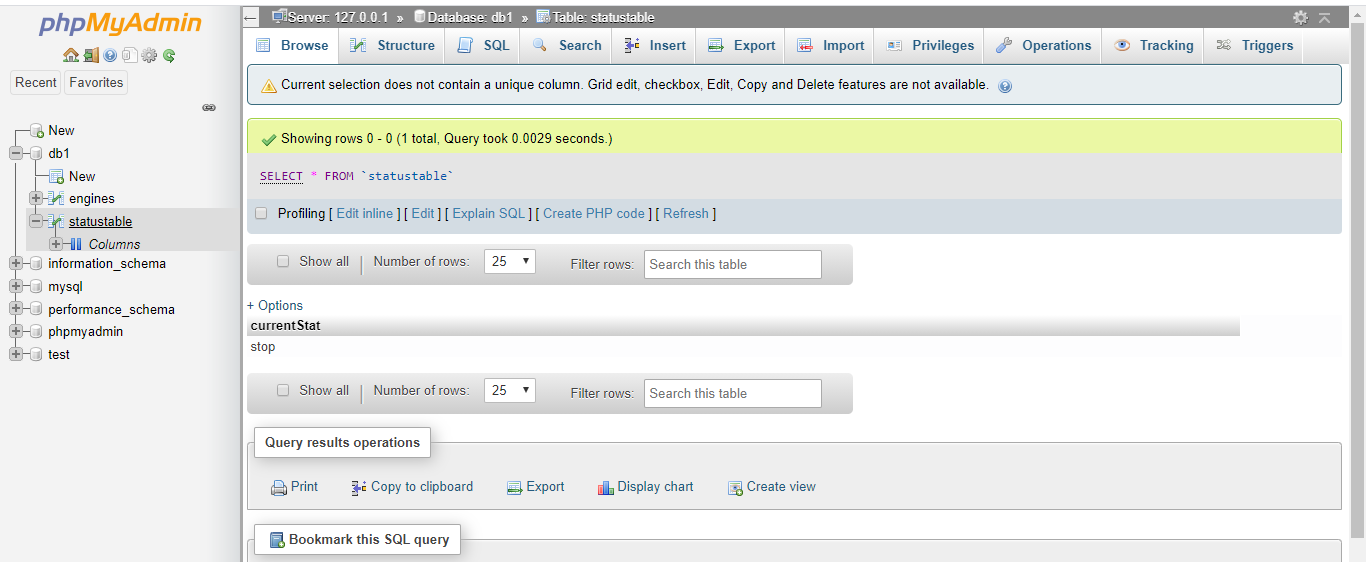 phpMyAdmin
Recent Favorites
New
db1
New
engines
statustable
Columns
information_schema
mysql
performance_schema
phpmyadmin
test
Server: 127.0.0.1 » Database: db1 » Table: statustable
Browse Structure SQL Search Insert Export Import Privileges Operations Tracking Triggers
Current selection does not contain a unique column. Grid edit, checkbox, Edit, Copy and Delete features are not available.
Showing rows 0 - 0 (1 total, Query took 0.0029 seconds.)
SELECT * FROM `statustable`
Profiling [ Edit inline ] [ Edit ] [ Explain SQL ] [ Create PHP code ] [ Refresh ]
Show all | Number of rows: 25 Filter rows: Search this table
+ Options
currentStat
stop
Show all | Number of rows: 25 Filter rows: Search this table
Query results operations
Print Copy to clipboard Export Display chart Create view
Bookmark this SQL query